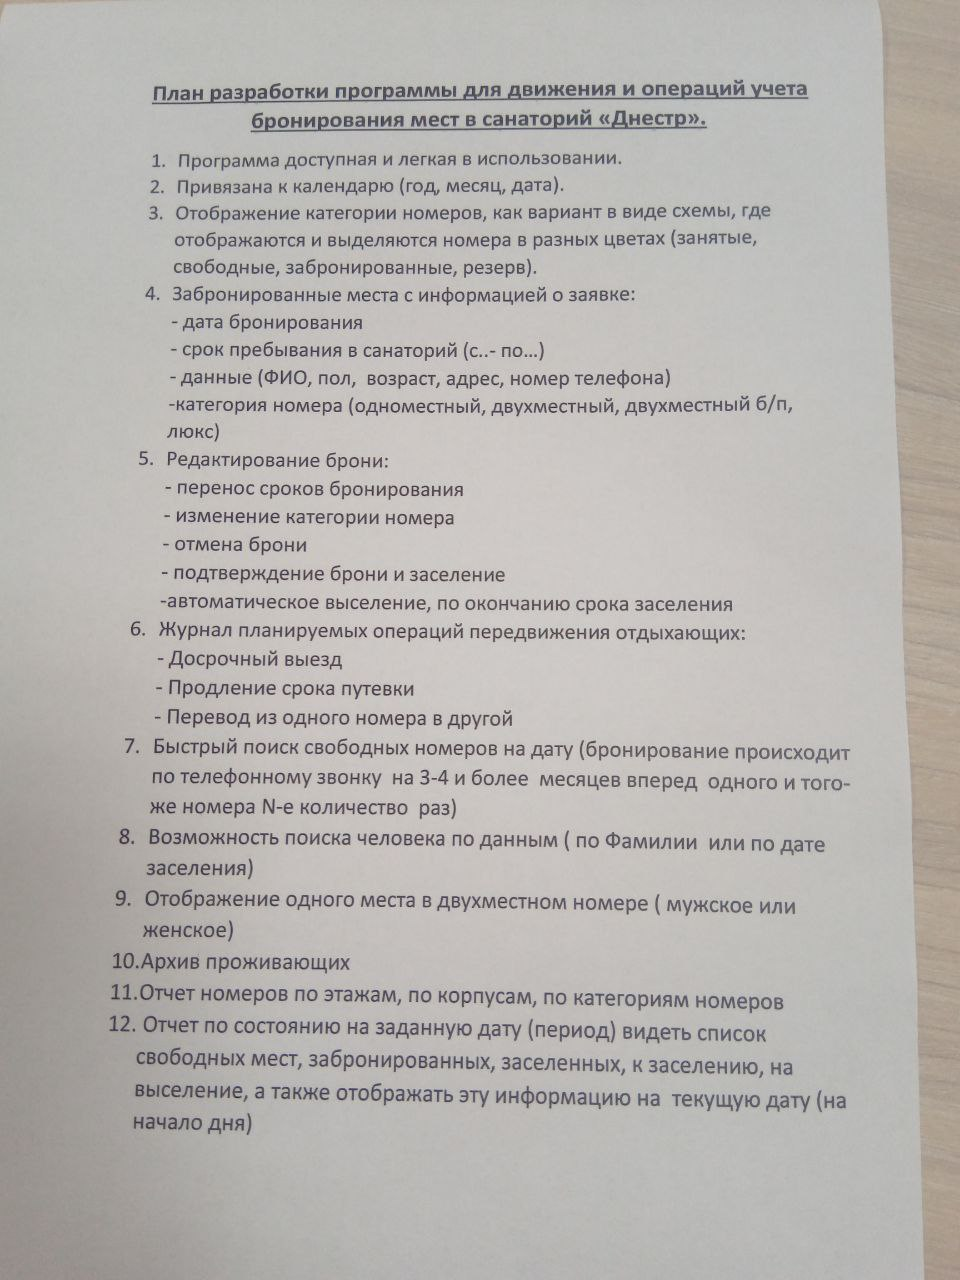 План разработки программы для движения и операций учета
бронирования мест в санаторий «Днестр».
1. Программа доступная и легкая в использовании.
2. Привязана к календарю (год, месяц, дата).
3. Отображение категории номеров, как вариант в виде схемы, где
отображаются и выделяются номера в разных цветах (занятые,
свободные, забронированные, резерв).
4. Забронированные места с информацией о заявке:
- дата бронирования
- срок пребывания в санаторий (с..- по...)
- данные (ФИО, пол, возраст, адрес, номер телефона)
-категория номера (одноместный, двухместный, двухместный б/п,
люкс)
5. Редактирование брони:
- перенос сроков бронирования
- изменение категории номера
- отмена брони
- подтверждение брони и заселение
-автоматическое выселение, по окончанию срока заселения
6. Журнал планируемых операций передвижения отдыхающих:
- Досрочный выезд
- Продление срока путевки
- Перевод из одного номера в другой
7. Быстрый поиск свободных номеров на дату (бронирование происходит
по телефонному звонку на 3-4 и более месяцев вперед одного и того-
же номера N-е количество раз)
8. Возможность поиска человека по данным ( по Фамилии или по дате
заселения)
9. Отображение одного места в двухместном номере ( мужское или
женское)
10.Архив проживающих
11.Отчет номеров по этажам, по корпусам, по категориям номеров
12. Отчет по состоянию на заданную дату (период) видеть список
свободных мест, забронированных, заселенных, к заселению, на
выселение, а также отображать эту информацию на текущую дату (на
начало дня)